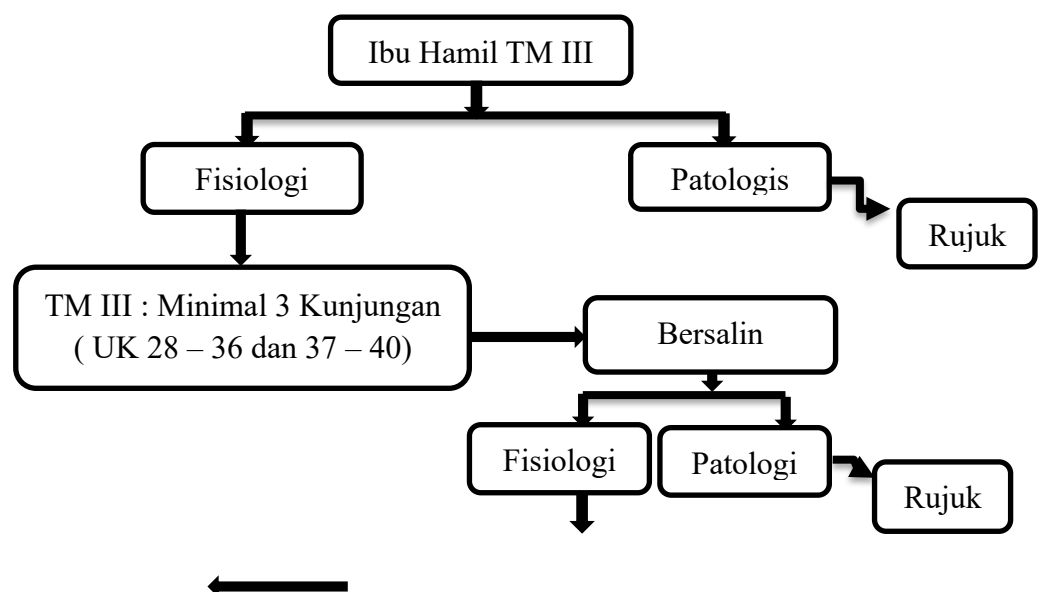 Ibu Hamil TM III
Fisiologi
Patologis
Rujuk
TM III : Minimal 3 Kunjungan
( UK 28 – 36 dan 37 – 40)
Bersalin
Fisiologi
Patologi
Rujuk